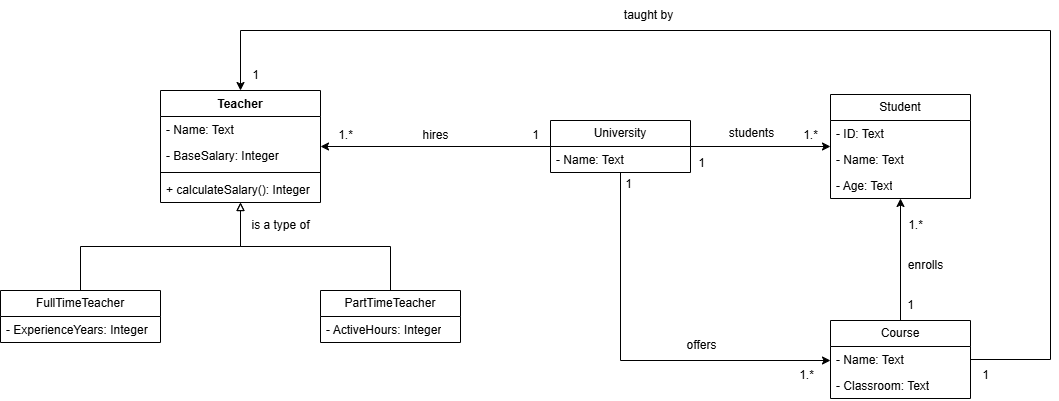 taught by
1
Teacher
- Name: Text
- BaseSalary: Integer
+ calculateSalary(): Integer
1.*
hires
1
University
- Name: Text
students
1
1.*
1
Student
- ID: Text
- Name: Text
- Age: Text
is a type of
1.*
enrolls
1
FullTimeTeacher
- ExperienceYears: Integer
PartTimeTeacher
- ActiveHours: Integer
offers
1.*
Course
- Name: Text
- Classroom: Text
1